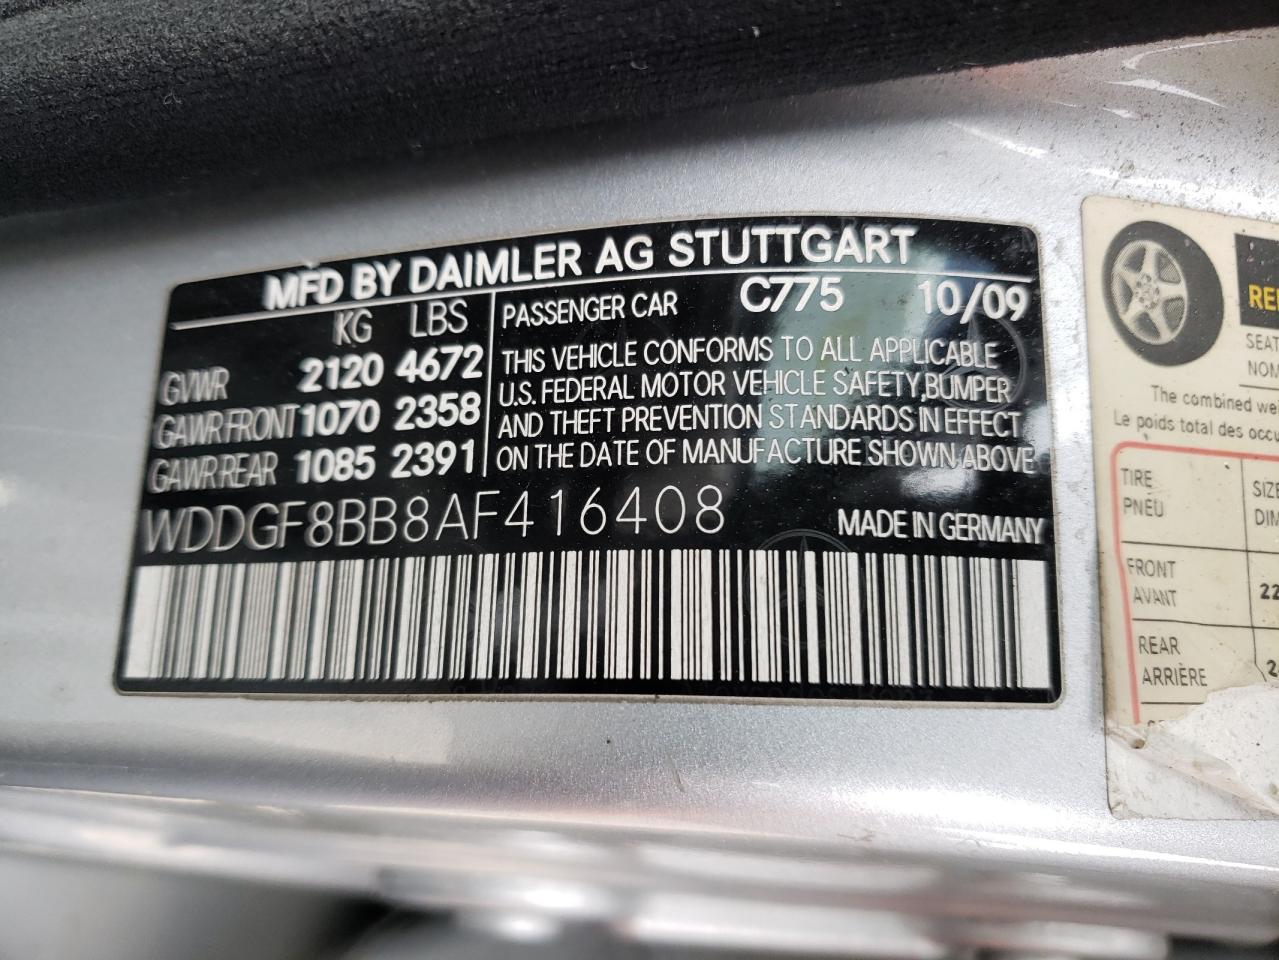 MFD BY DAIMLER AG STUTTGART
KG LBS
GVWR 2120 4672
GAWR FRONT 1070 2358
GAWR REAR 1085 2391
PASSENGER CAR C775 10/09
THIS VEHICLE CONFORMS TO ALL APPLICABLE
U.S. FEDERAL MOTOR VEHICLE SAFETY, BUMPER
AND THEFT PREVENTION STANDARDS IN EFFECT
ON THE DATE OF MANUFACTURE SHOWN ABOVE
WDDGF8BB8AF416408 MADE IN GERMANY
The combined
Le poids total des
TIRE
PNEU
FRONT
AVANT
REAR
ARRIÈRE